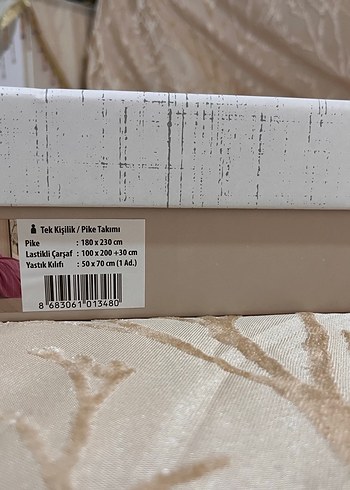 Tek Kişilik / Pike Takımı
Pike : 180 x 230 cm
Lastikli Çarşaf : 100 x 200 +30 cm
Yastık Kılıfı : 50 x 70 cm (1 Ad.)
8 683061 013480